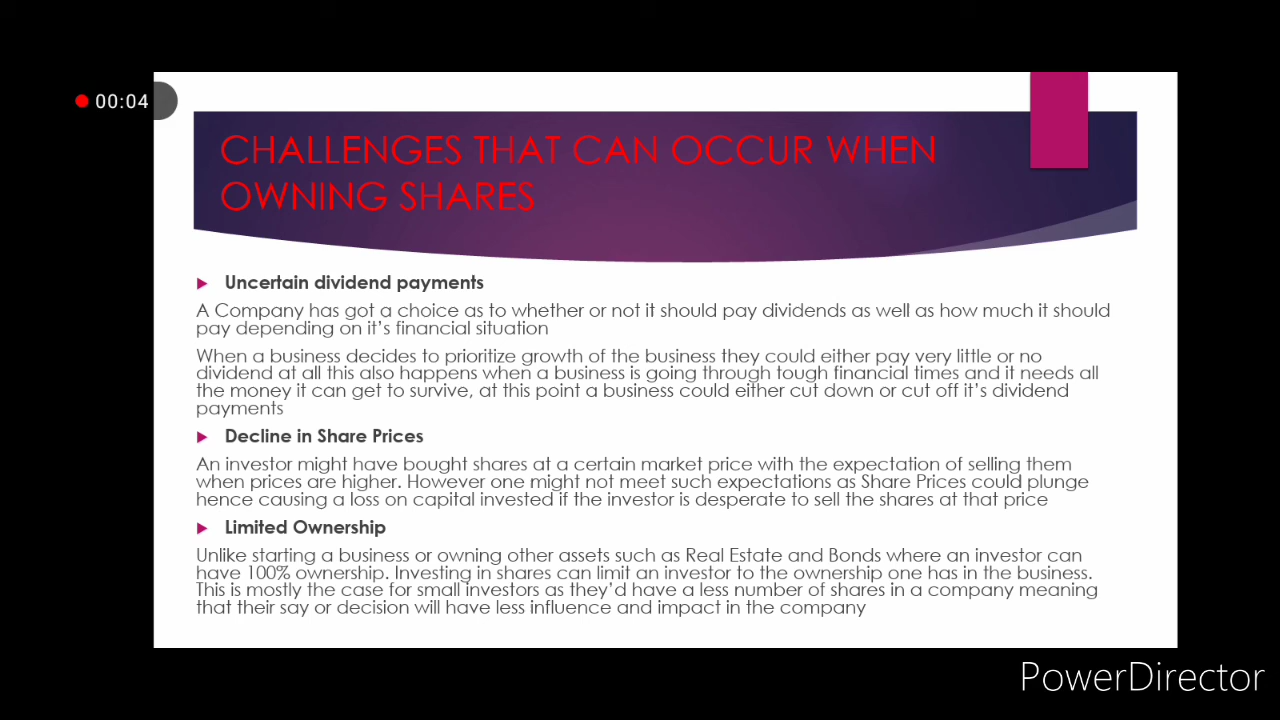 00:04
CHALLENGES THAT CAN OCCUR WHEN
OWNING SHARES
Uncertain dividend payments
A Company has got a choice as to whether or not it should pay dividends as well as how much it should
pay depending on it's financial situation
When a business decides to prioritize growth of the business they could either pay very little or no
dividend at all this also happens when a business is going through tough financial times and it needs all
the money it can get to survive, at this point a business could either cut down or cut off it's dividend
payments
Decline in Share Prices
An investor might have bought shares at a certain market price with the expectation of selling them
when prices are higher. However one might not meet such expectations as Share Prices could plunge
hence causing a loss on capital invested if the investor is desperate to sell the shares at that price
Limited Ownership
Unlike starting a business or owning other assets such as Real Estate and Bonds where an investor can
have 100% ownership. Investing in shares can limit an investor to the ownership one has in the business.
This is mostly the case for small investors as they'd have a less number of shares in a company meaning
that their say or decision will have less influence and impact in the company
PowerDirector